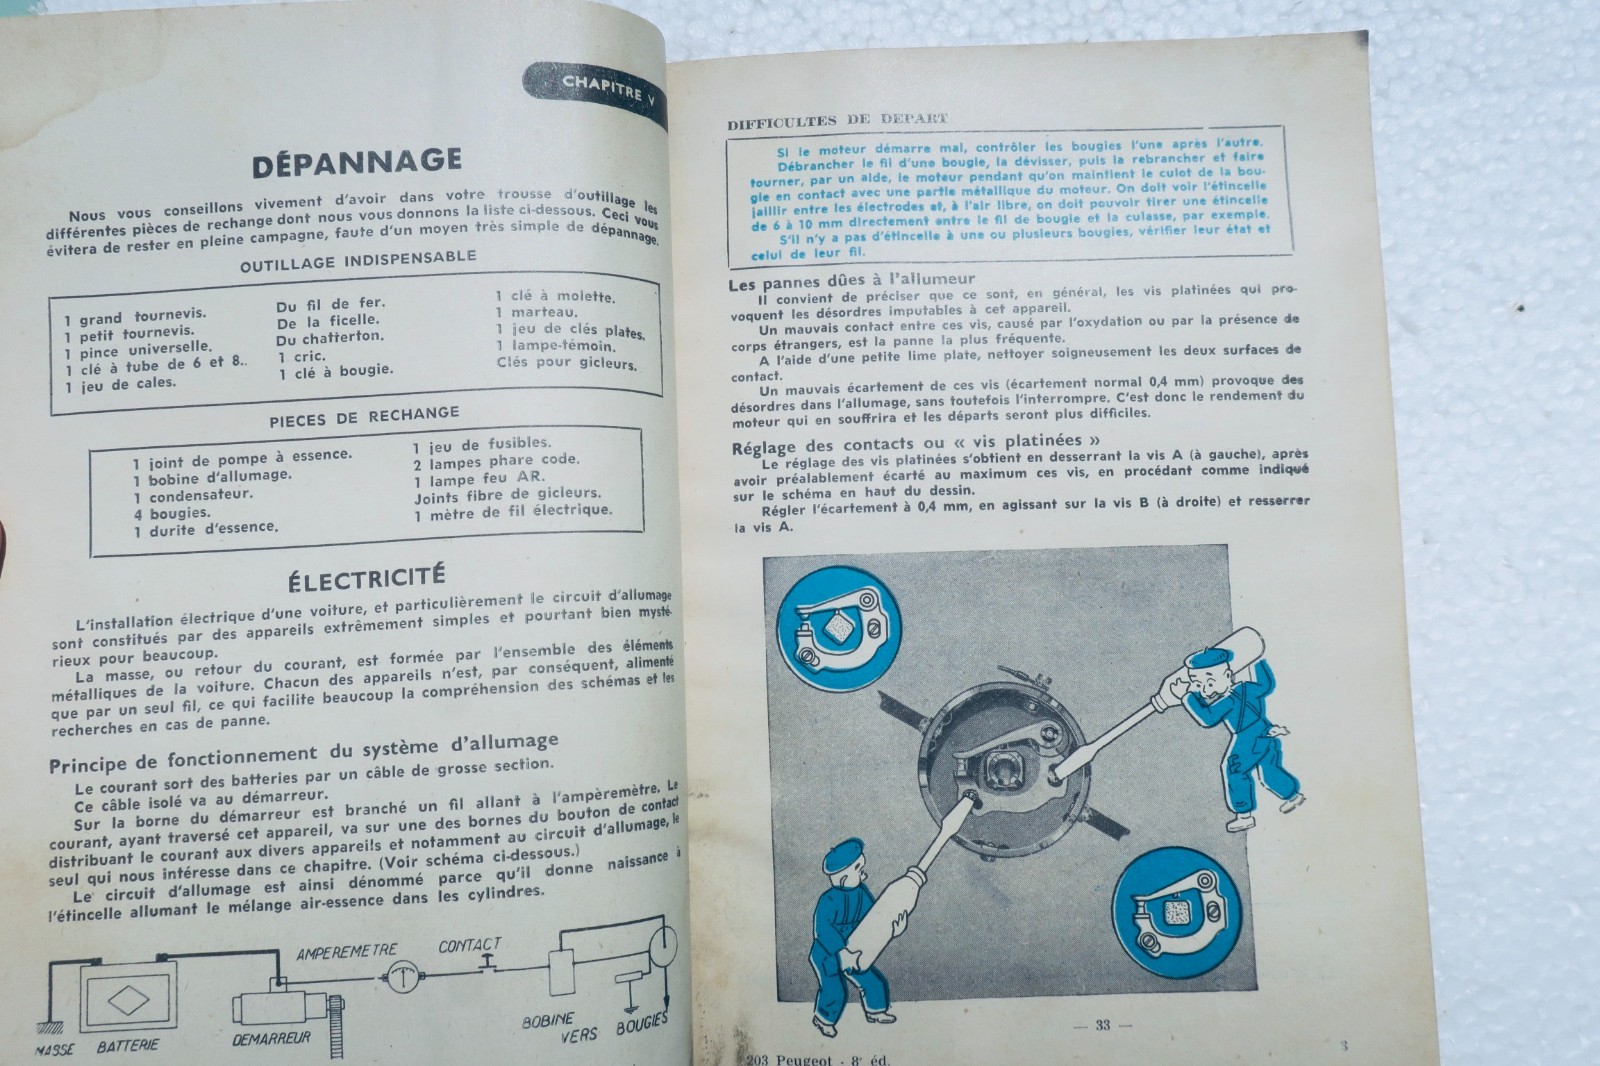 CHAPITRE V
DÉPANNAGE
Nous vous conseillons vivement d'avoir dans votre trousse d'outillage les
différentes pièces de rechange dont nous vous donnons la liste ci-dessous. Ceci vous
évitera de rester en pleine campagne, faute d'un moyen très simple de dépannage.
OUTILLAGE INDISPENSABLE
1 grand tournevis.
1 petit tournevis.
1 pince universelle.
1 clé à tube de 6 et 8..
1 jeu de cales.
Du fil de fer.
De la ficelle.
Du chatterton.
1 cric.
1 clé à bougie.
1 clé à molette.
1 marteau.
1 jeu de clés plates.
1 lampe-témoin.
Clés pour gicleurs.
PIECES DE RECHANGE
1 joint de pompe à essence.
1 bobine d'allumage.
1 condensateur.
4 bougies.
1 durite d'essence.
1 jeu de fusibles.
2 lampes phare code.
1 lampe feu AR.
Joints fibre de gicleurs.
1 mètre de fil électrique.
ÉLECTRICITÉ
L'installation électrique d'une voiture, et particulièrement le circuit d'allumage
sont constitués par des appareils extrêmement simples et pourtant bien mysté-
rieux pour beaucoup.
La masse, ou retour du courant, est formée par l'ensemble des éléments
métalliques de la voiture. Chacun des appareils n'est, par conséquent, alimenté
que par un seul fil, ce qui facilite beaucoup la compréhension des schémas et les
recherches en cas de panne.
Principe de fonctionnement du système d'allumage
Le courant sort des batteries par un câble de grosse section.
Ce câble isolé va au démarreur.
Sur la borne du démarreur est branché un fil allant à l'ampèremètre. Le
courant, ayant traversé cet appareil, va sur une des bornes du bouton de contact
distribuant le courant aux divers appareils et notamment au circuit d'allumage, le
seul qui nous intéresse dans ce chapitre. (Voir schéma ci-dessous.)
Le circuit d'allumage est ainsi dénommé parce qu'il donne naissance à
l'étincelle allumant le mélange air-essence dans les cylindres.
AMPEREMETRE
CONTACT
MASSE
BATTERIE
DEMARREUR
BOBINE
VERS BOUGIES
DIFFICULTES DE DEPART
Si le moteur démarre mal, contrôler les bougies l'une après l'autre.
Débrancher le fil d'une bougie, la dévisser, puis la rebrancher et faire
tourner, par un aide, le moteur pendant qu'on maintient le culot de la bou-
gie en contact avec une partie métallique du moteur. On doit voir l'étincelle
jaillir entre les électrodes et, à l'air libre, on doit pouvoir tirer une étincelle
de 6 à 10 mm directement entre le fil de bougie et la culasse, par exemple.
S'il n'y a pas d'étincelle à une ou plusieurs bougies, vérifier leur état et
celui de leur fil.
Les pannes dûes à l'allumeur
Il convient de préciser que ce sont, en général, les vis platinées qui pro-
voquent les désordres imputables à cet appareil.
Un mauvais contact entre ces vis, causé par l'oxydation ou par la présence de
corps étrangers, est la panne la plus fréquente.
A l'aide d'une petite lime plate, nettoyer soigneusement les deux surfaces de
contact.
Un mauvais écartement de ces vis (écartement normal 0,4 mm) provoque des
désordres dans l'allumage, sans toutefois l'interrompre. C'est donc le rendement du
moteur qui en souffrira et les départs seront plus difficiles.
Réglage des contacts ou « vis platinées »
Le réglage des vis platinées s'obtient en desserrant la vis A (à gauche), après
avoir préalablement écarté au maximum ces vis, en procédant comme indiqué
sur le schéma en haut du dessin.
Régler l'écartement à 0,4 mm, en agissant sur la vis B (à droite) et resserrer
la vis A.
— 33 —
203 Peugeot - 8e éd.
3